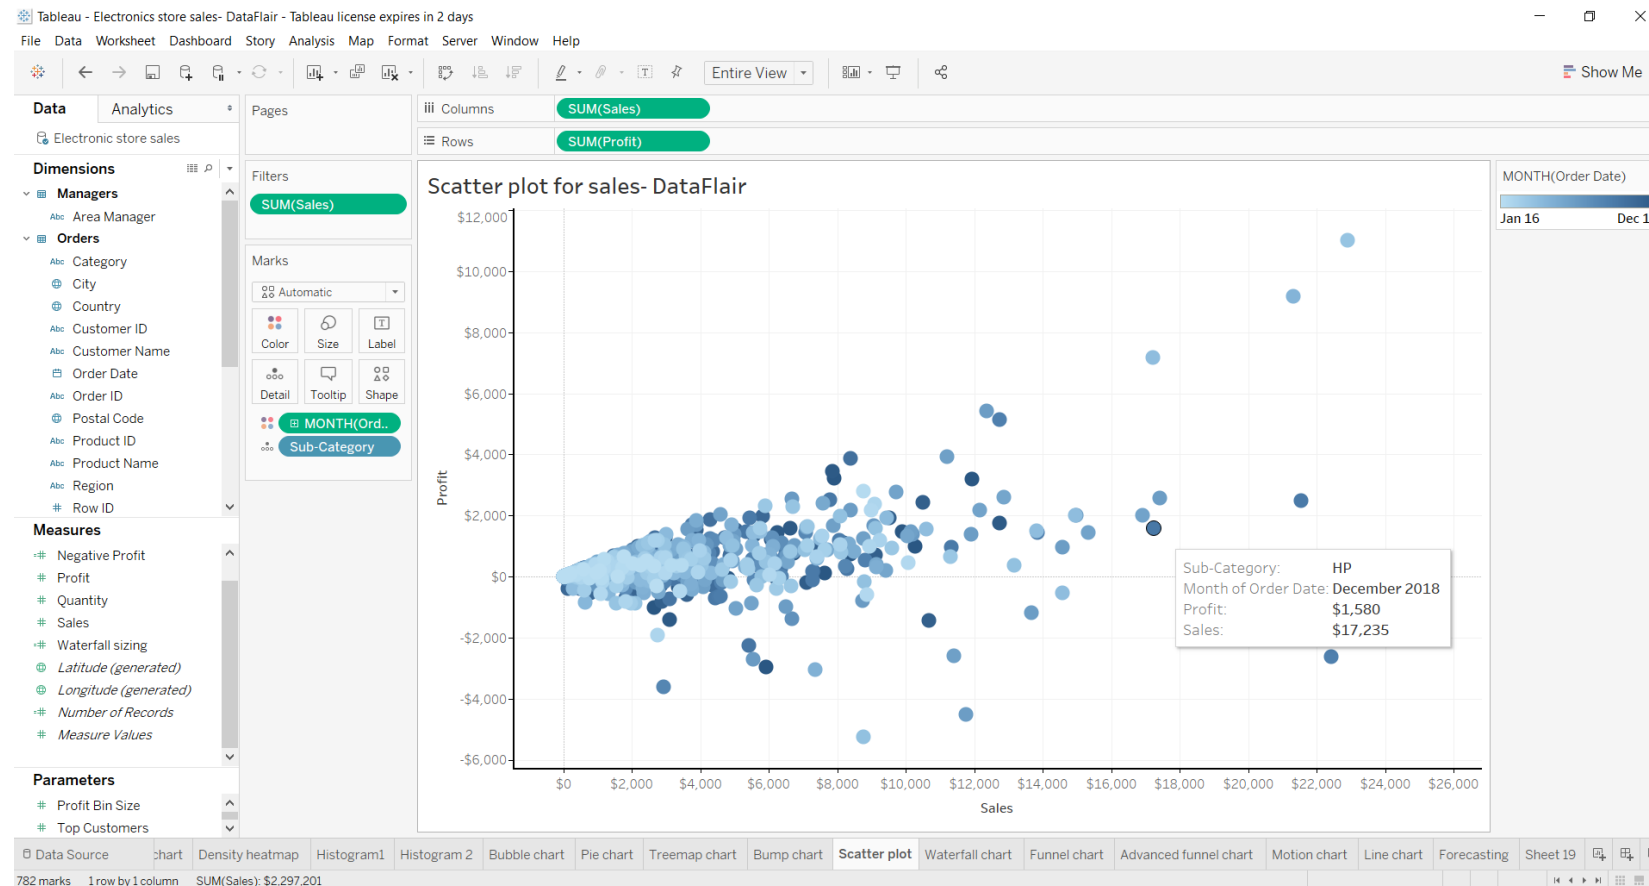 Tableau - Electronics store sales- DataFlair - Tableau license expires in 2 days
File Data Worksheet Dashboard Story Analysis Map Format Server Window Help
Entire View
Show Me
Data Analytics
Electronic store sales
Dimensions
Managers
Abc Area Manager
Orders
Abc Category
City
Country
Abc Customer ID
Abc Customer Name
Order Date
Abc Order ID
Postal Code
Abc Product ID
Abc Product Name
Abc Region
# Row ID
Measures
=# Negative Profit
# Profit
# Quantity
# Sales
=# Waterfall sizing
Latitude (generated)
Longitude (generated)
=# Number of Records
# Measure Values
Parameters
# Profit Bin Size
# Top Customers
Pages
Filters
SUM(Sales)
Marks
Automatic
Color Size Label
Detail Tooltip Shape
MONTH(Ord..
Sub-Category
Columns SUM(Sales)
Rows SUM(Profit)
Scatter plot for sales- DataFlair
Profit
$12,000
$10,000
$8,000
$6,000
$4,000
$2,000
$0
-$2,000
-$4,000
-$6,000
$0 $2,000 $4,000 $6,000 $8,000 $10,000 $12,000 $14,000 $16,000 $18,000 $20,000 $22,000 $24,000 $26,000
Sales
Sub-Category: HP
Month of Order Date: December 2018
Profit: $1,580
Sales: $17,235
MONTH(Order Date)
Jan 16 Dec 1
Data Source chart Density heatmap Histogram1 Histogram 2 Bubble chart Pie chart Treemap chart Bump chart Scatter plot Waterfall chart Funnel chart Advanced funnel chart Motion chart Line chart Forecasting Sheet 19
782 marks 1 row by 1 column SUM(Sales): $2,297,201